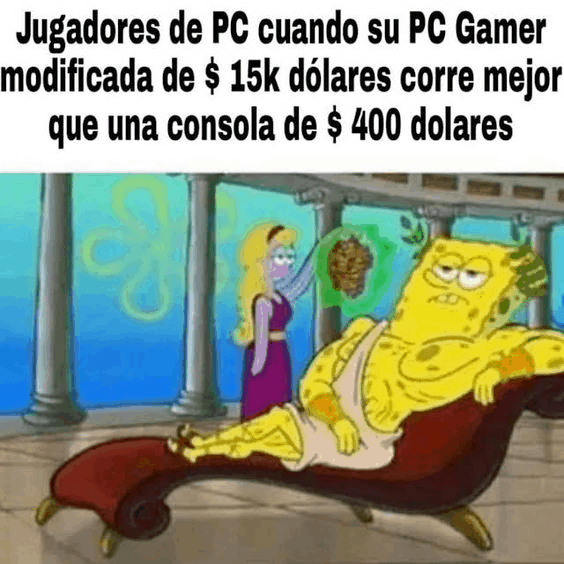 Jugadores de PC cuando su PC Gamer
modificada de $ 15k dólares corre mejor
que una consola de $ 400 dolares